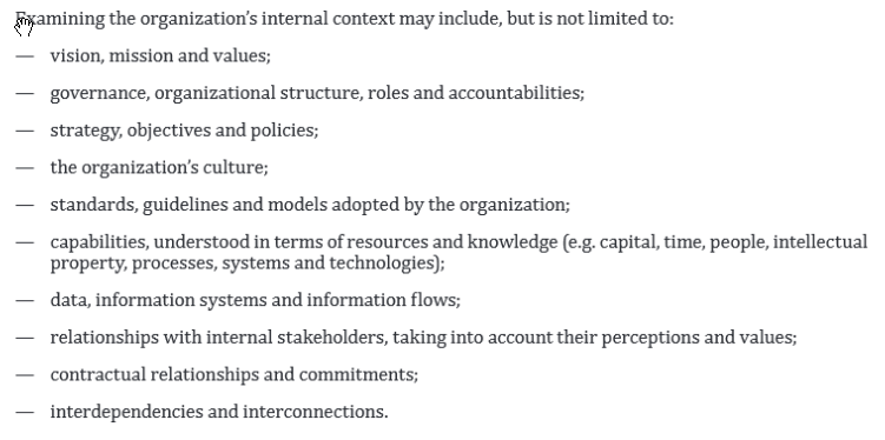 Examining the organization's internal context may include, but is not limited to:
— vision, mission and values;
— governance, organizational structure, roles and accountabilities;
— strategy, objectives and policies;
— the organization's culture;
— standards, guidelines and models adopted by the organization;
— capabilities, understood in terms of resources and knowledge (e.g. capital, time, people, intellectual
property, processes, systems and technologies);
— data, information systems and information flows;
— relationships with internal stakeholders, taking into account their perceptions and values;
— contractual relationships and commitments;
— interdependencies and interconnections.